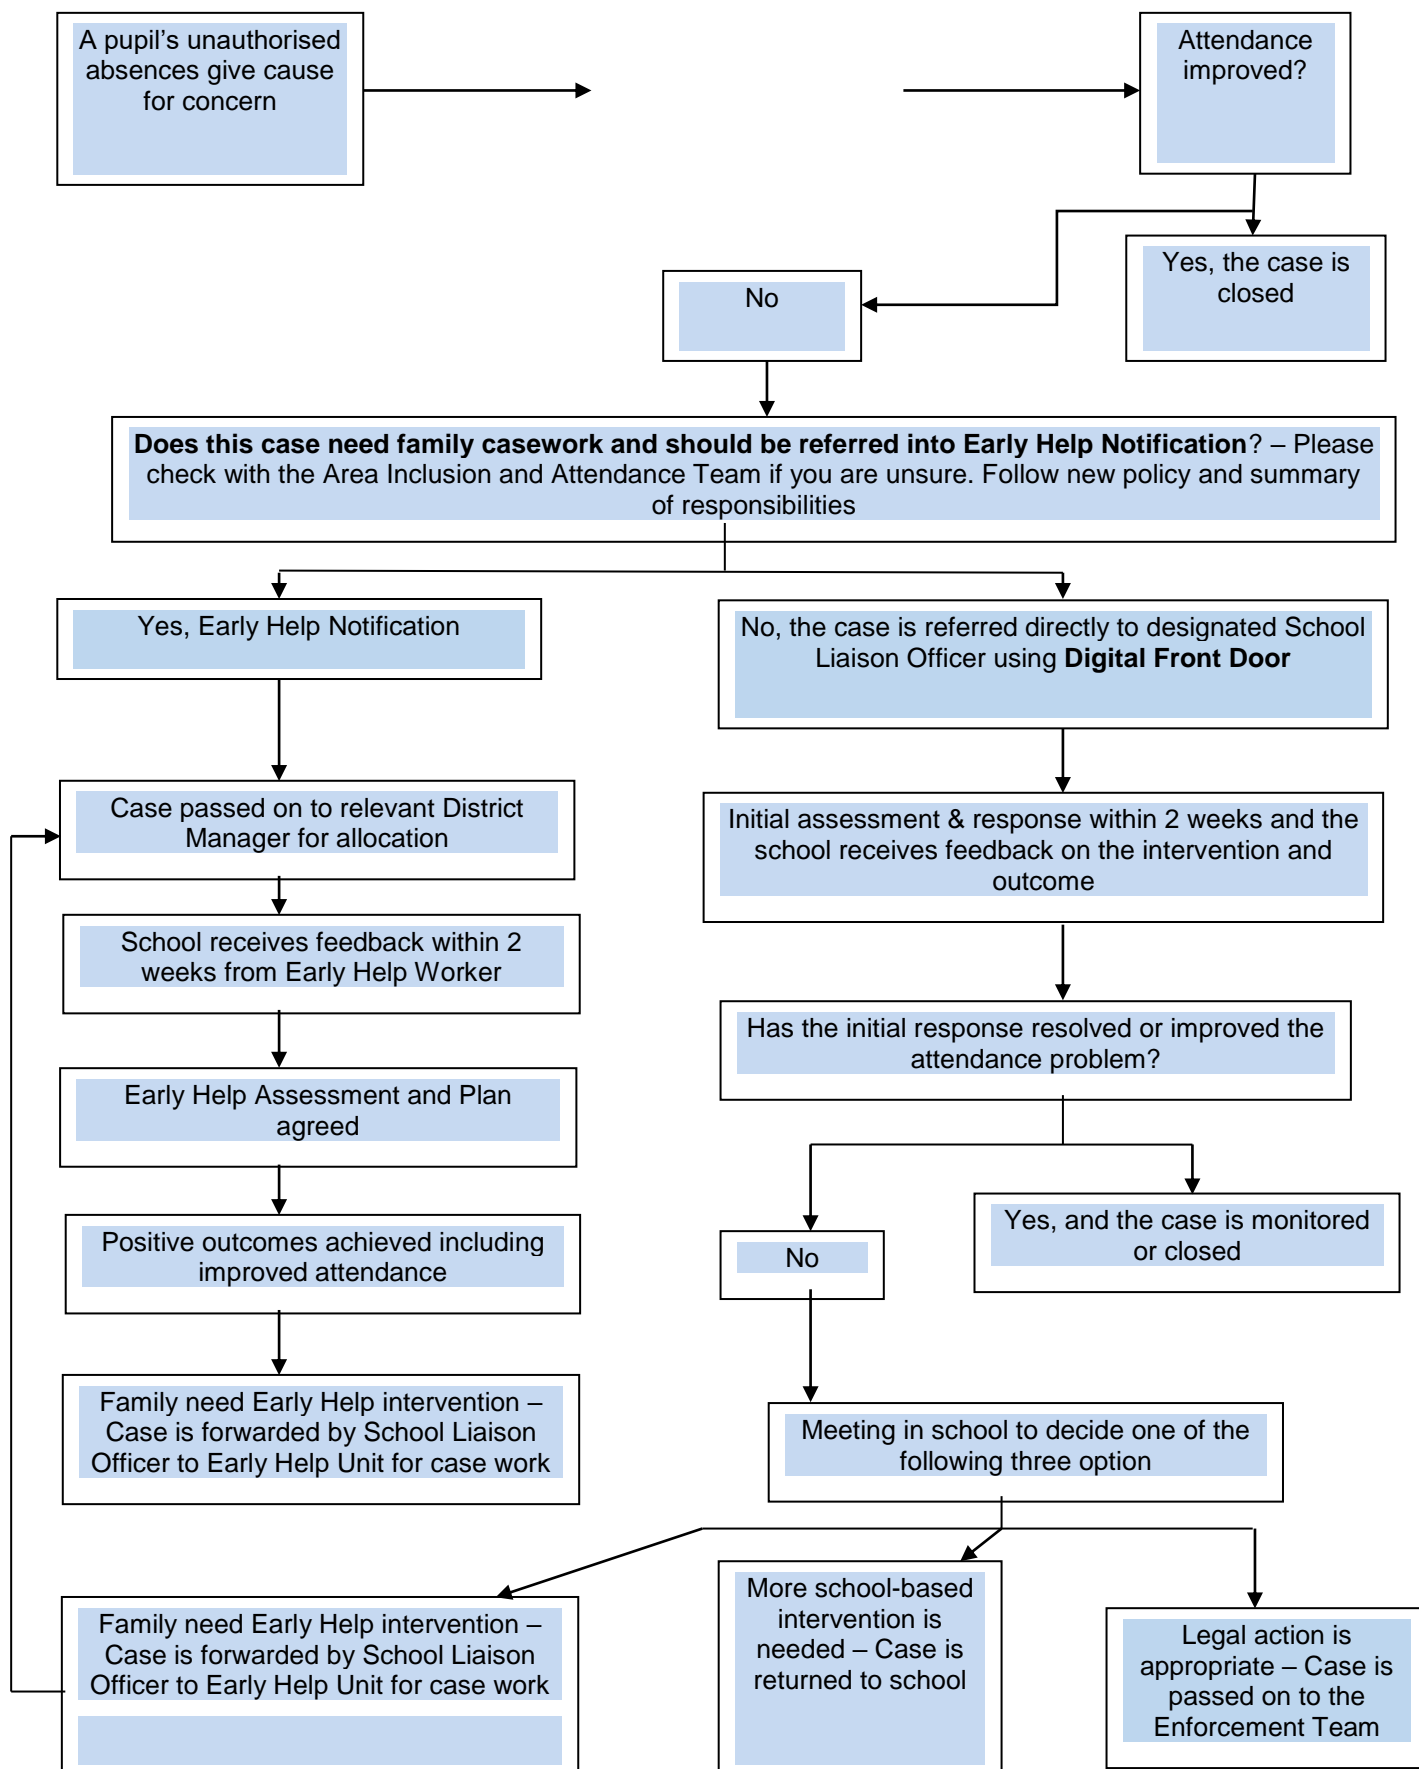 A pupil’s unauthorised
absences give cause
for concern
Attendance
improved?
Yes, the case is
closed
No
Does this case need family casework and should be referred into Early Help Notification? – Please
check with the Area Inclusion and Attendance Team if you are unsure. Follow new policy and summary
of responsibilities
Yes, Early Help Notification
No, the case is referred directly to designated School
Liaison Officer using Digital Front Door
Case passed on to relevant District
Manager for allocation
Initial assessment & response within 2 weeks and the
school receives feedback on the intervention and
outcome
School receives feedback within 2
weeks from Early Help Worker
Has the initial response resolved or improved the
attendance problem?
Early Help Assessment and Plan
agreed
Yes, and the case is monitored
or closed
No
Positive outcomes achieved including
improved attendance
Family need Early Help intervention –
Case is forwarded by School Liaison
Officer to Early Help Unit for case work
Meeting in school to decide one of the
following three option
Family need Early Help intervention –
Case is forwarded by School Liaison
Officer to Early Help Unit for case work
More school-based
intervention is
needed – Case is
returned to school
Legal action is
appropriate – Case is
passed on to the
Enforcement Team